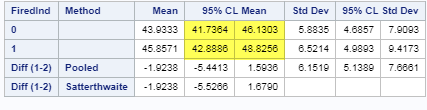 FiredInd Method Mean 95% CL Mean Std Dev 95% CL Std Dev
0 43.9333 41.7364 46.1303 5.8835 4.6857 7.9093
1 45.8571 42.8886 48.8256 6.5214 4.9893 9.4173
Diff (1-2) Pooled -1.9238 -5.4413 1.5936 6.1519 5.1389 7.6661
Diff (1-2) Satterthwaite -1.9238 -5.5266 1.6790